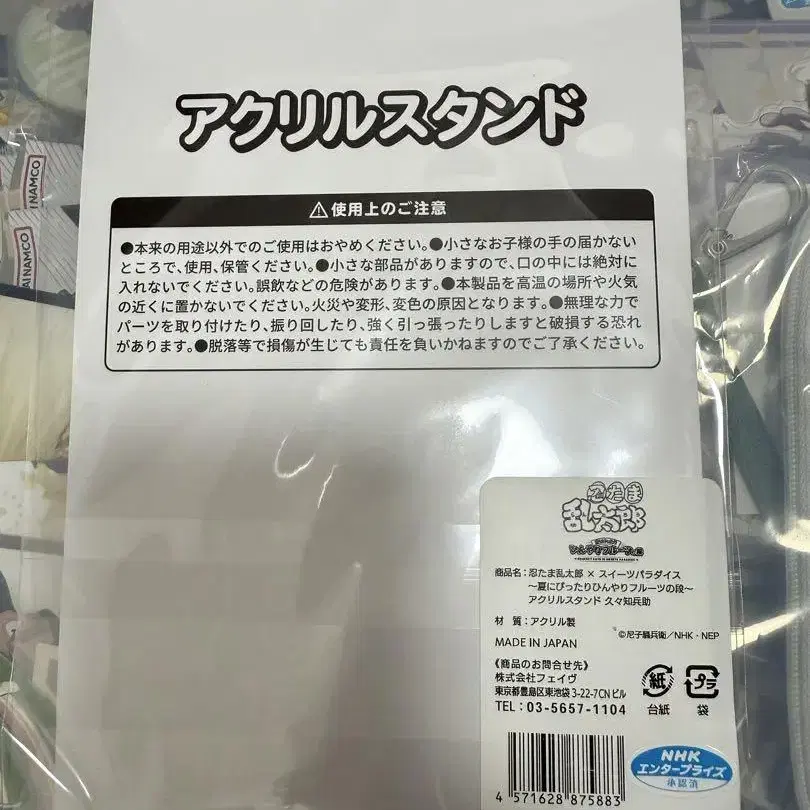 アクリルスタンド
⚠使用上のご注意
●本来の用途以外でのご使用はおやめください。●小さなお子様の手の届かない
ところで、使用、保管ください。●小さな部品がありますので、口の中には絶対に
入れないでください。誤飲などの危険があります。●本製品を高温の場所や火気
の近くに置かないでください。火災や変形、変色の原因となります。●無理な力で
パーツを取り付けたり、振り回したり、強く引っ張ったりしますと破損する恐れ
があります。●脱落等で損傷が生じても責任を負いかねますのでご了承ください。
NAMCO
NAMCO
忍たま
乱太郎
ひんやりフルーツの段
商品名:忍たま乱太郎 × スイーツパラダイス
～夏にぴったりひんやりフルーツの段～
アクリルスタンド 久々知兵助
材 質:アクリル製
©尼子騒兵衛/NHK・NEP
MADE IN JAPAN
《商品のお問合せ先》
株式会社フェイヴ
東京都豊島区東池袋 3-22-7CN ビル
TEL:03-5657-1104
紙
台紙
プラ
袋
4 571628 875883
NHK
エンタープライズ
承認済